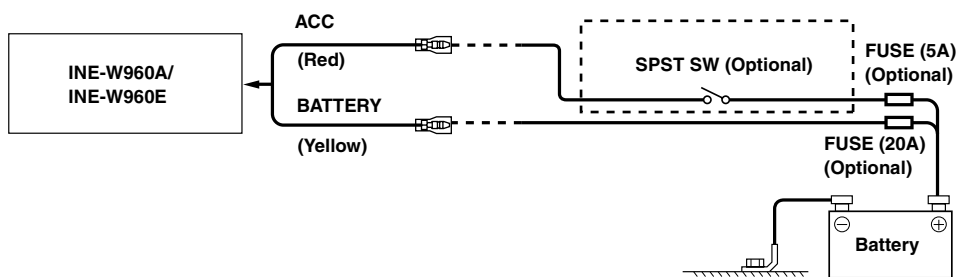 ACC
(Red)
INE-W960A/
INE-W960E
BATTERY
(Yellow)
SPST SW (Optional)
FUSE (5A)
(Optional)
FUSE (20A)
(Optional)
Battery